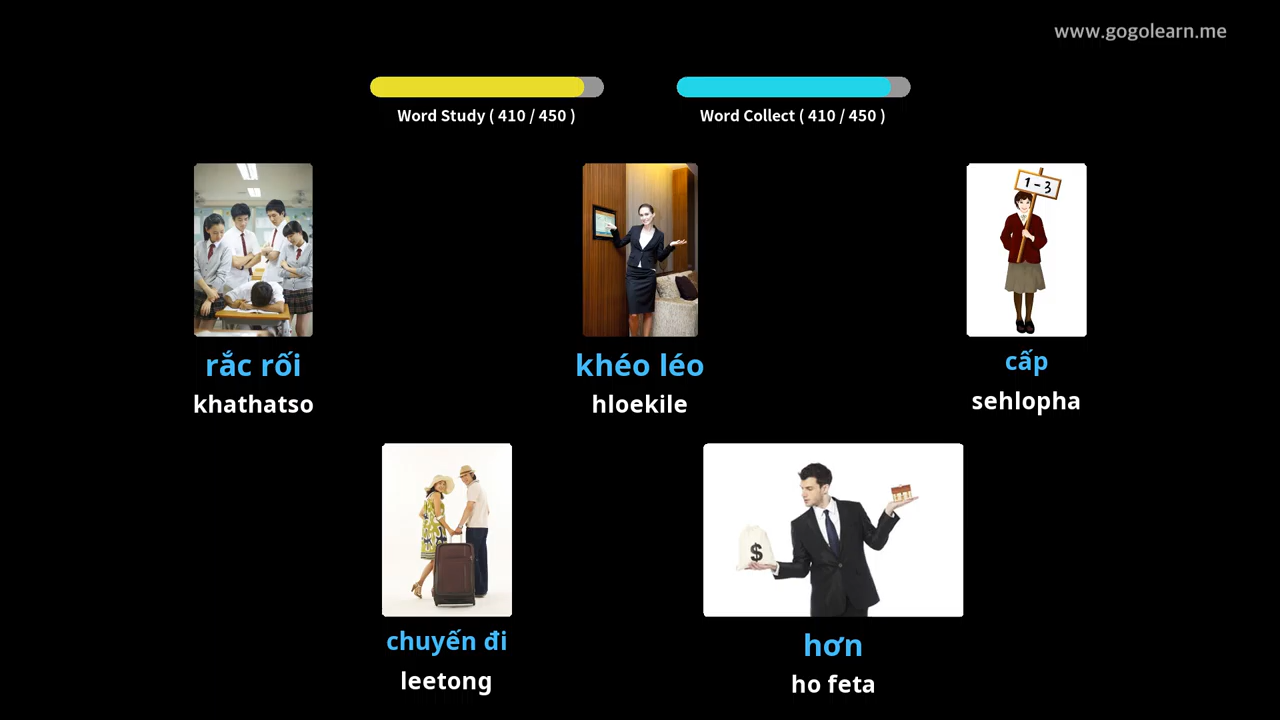 www.gogolearn.me
Word Study ( 410 / 450 )
Word Collect ( 410 / 450 )
1-3
rắc rối
khathatso
khéo léo
hloekile
cấp
sehlopha
$
chuyến đi
leetong
hơn
ho feta